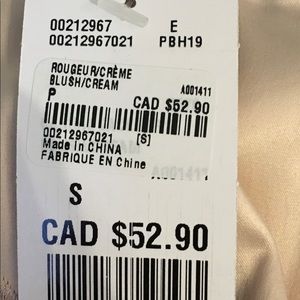 00212967 E
00212967021 PBH19
ROUGEUR/CRÈME
BLUSH/CREAM A001411
P CAD $52.90
00212967021 [S]
Made in CHINA
FABRIQUE EN Chine A001411
S
CAD $52.90